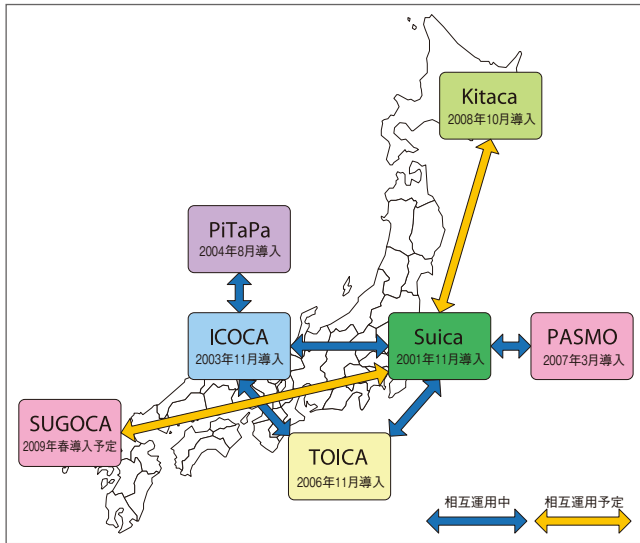 Kitaca
2008年10月導入
PiTaPa
2004年8月導入
ICOCA
2003年11月導入
Suica
2001年11月導入
PASMO
2007年3月導入
SUGOCA
2009年春導入予定
TOICA
2006年11月導入
相互運用中
相互運用予定